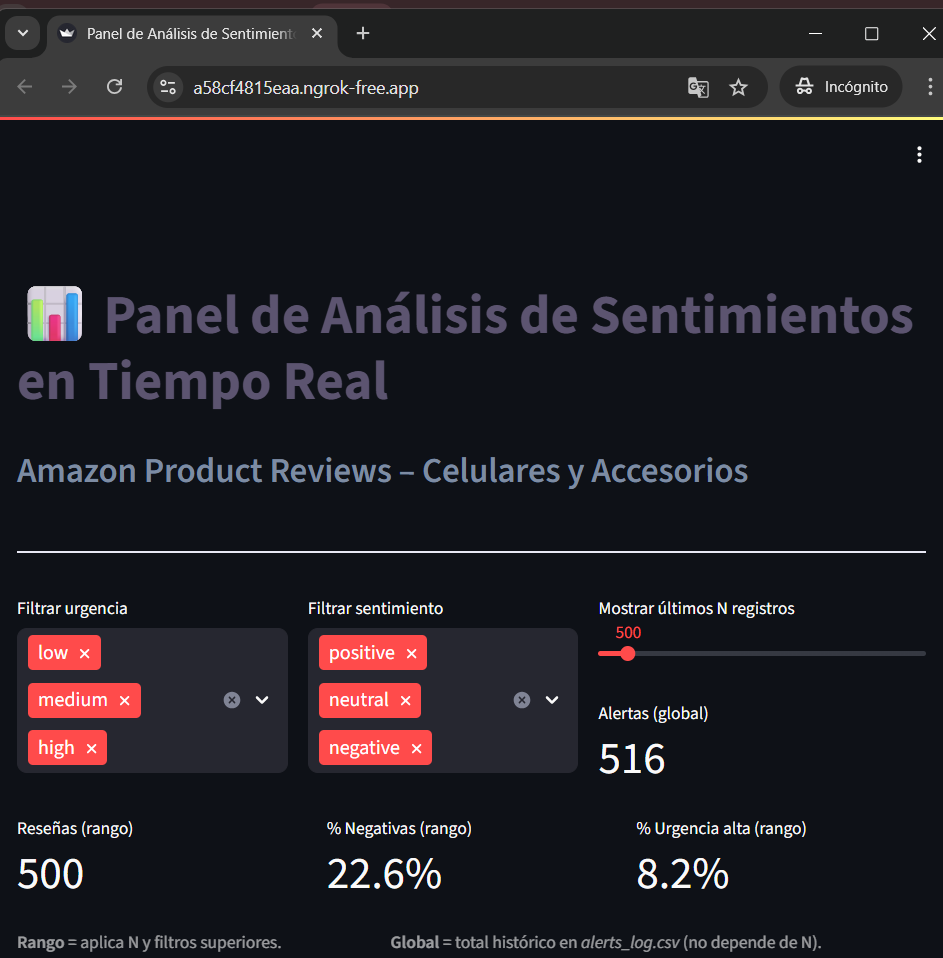 Panel de Análisis de Sentimiento
a58cf4815eaa.ngrok-free.app
Incógnito
Panel de Análisis de Sentimientos
en Tiempo Real
Amazon Product Reviews – Celulares y Accesorios
Filtrar urgencia
low
medium
high
Filtrar sentimiento
positive
neutral
negative
Mostrar últimos N registros
500
Alertas (global)
516
Reseñas (rango)
500
% Negativas (rango)
22.6%
% Urgencia alta (rango)
8.2%
Rango = aplica N y filtros superiores.
Global = total histórico en alerts_log.csv (no depende de N).